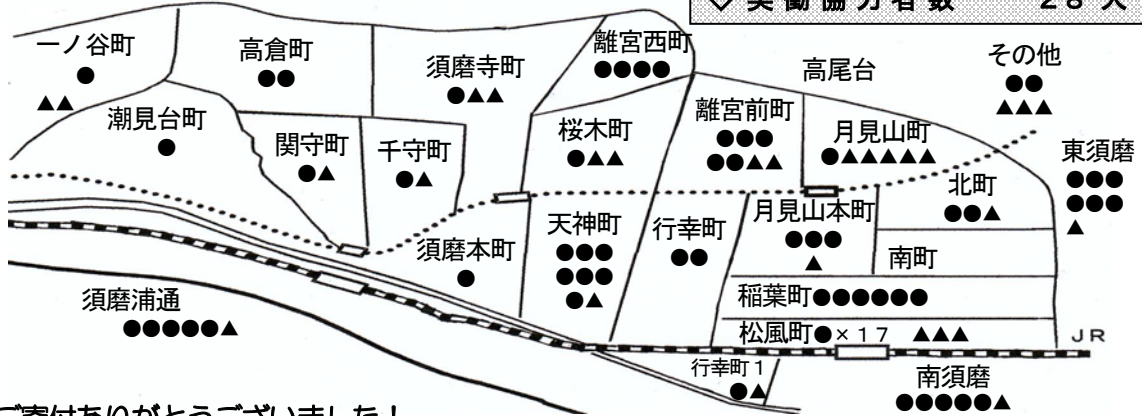 ◇ 実働協力者数 28人
一ノ谷町
●
▲▲
高倉町
●●
須磨寺町
●▲▲
離宮西町
●●●●
高尾台
その他
●●
▲▲▲
潮見台町
●
関守町
●▲
千守町
●▲
桜木町
●▲▲
離宮前町
●●●
●●▲▲
月見山町
●▲▲▲▲▲
東須磨
●●●
●●●
▲
北町
●●▲
須磨本町
●
天神町
●●●
●●●
●▲
行幸町
●●
月見山本町
●●●
▲
南町
須磨浦通
●●●●●▲
稲葉町●●●●●●
松風町●×17 ▲▲▲
JR
行幸町1
●▲
南須磨
●●●●●▲
ご寄付ありがとうございました!